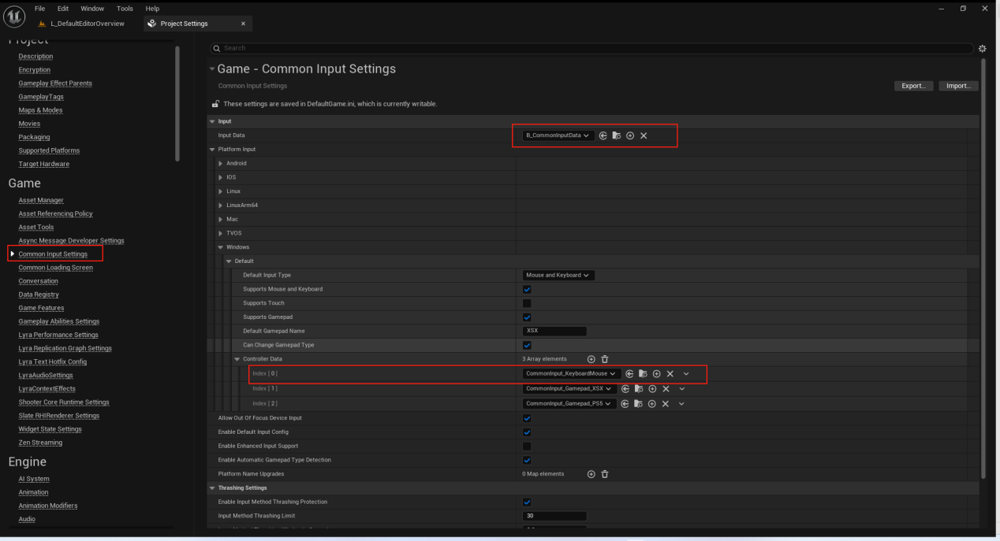 File Edit Window Tools Help
L_DefaultEditorOverview
Project Settings
Project
Description
Encryption
Gameplay Effect Parents
GameplayTags
Maps & Modes
Movies
Packaging
Supported Platforms
Target Hardware
Game
Asset Manager
Asset Referencing Policy
Asset Tools
Async Message Developer Settings
Common Input Settings
Common Loading Screen
Conversation
Data Registry
Game Features
Gameplay Abilities Settings
Lyra Performance Settings
Lyra Replication Graph Settings
Lyra Text Hotfix Config
LyraAudioSettings
LyraContextEffects
Shooter Core Runtime Settings
Slate RHIRenderer Settings
Widget State Settings
Zen Streaming
Engine
AI System
Animation
Animation Modifiers
Audio
Search
Game - Common Input Settings
Common Input Settings
Export... Import...
These settings are saved in DefaultGame.ini, which is currently writable.
Input
Input Data B_CommonInputData
Platform Input
Android
IOS
Linux
LinuxArm64
Mac
TVOS
Windows
Default
Default Input Type Mouse and Keyboard
Supports Mouse and Keyboard
Supports Touch
Supports Gamepad
Default Gamepad Name XSX
Can Change Gamepad Type
Controller Data 3 Array elements
Index [ 0 ] CommonInput_KeyboardMouse
Index [ 1 ] CommonInput_Gamepad_XSX
Index [ 2 ] CommonInput_Gamepad_PS5
Allow Out Of Focus Device Input
Enable Default Input Config
Enable Enhanced Input Support
Enable Automatic Gamepad Type Detection
Platform Name Upgrades 0 Map elements
Thrashing Settings
Enable Input Method Thrashing Protection
Input Method Thrashing Limit 30